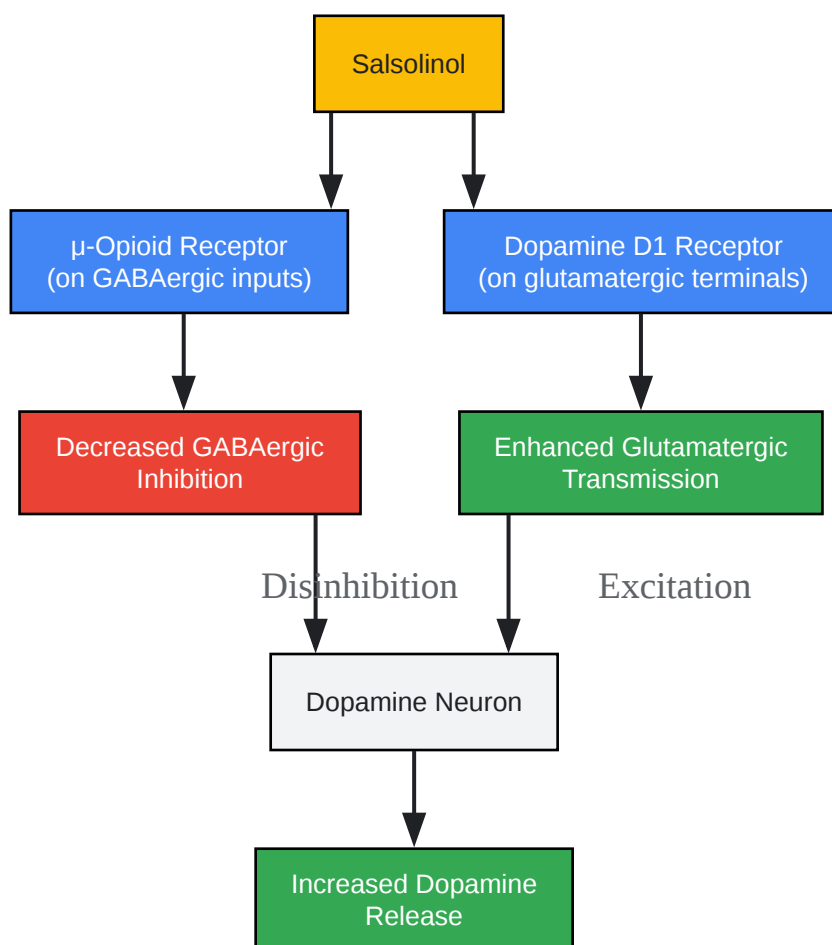 Salsolinol
μ-Opioid Receptor
(on GABAergic inputs)
Dopamine D1 Receptor
(on glutamatergic terminals)
Decreased GABAergic
Inhibition
Enhanced Glutamatergic
Transmission
Disinhibition
Excitation
Dopamine Neuron
Increased Dopamine
Release